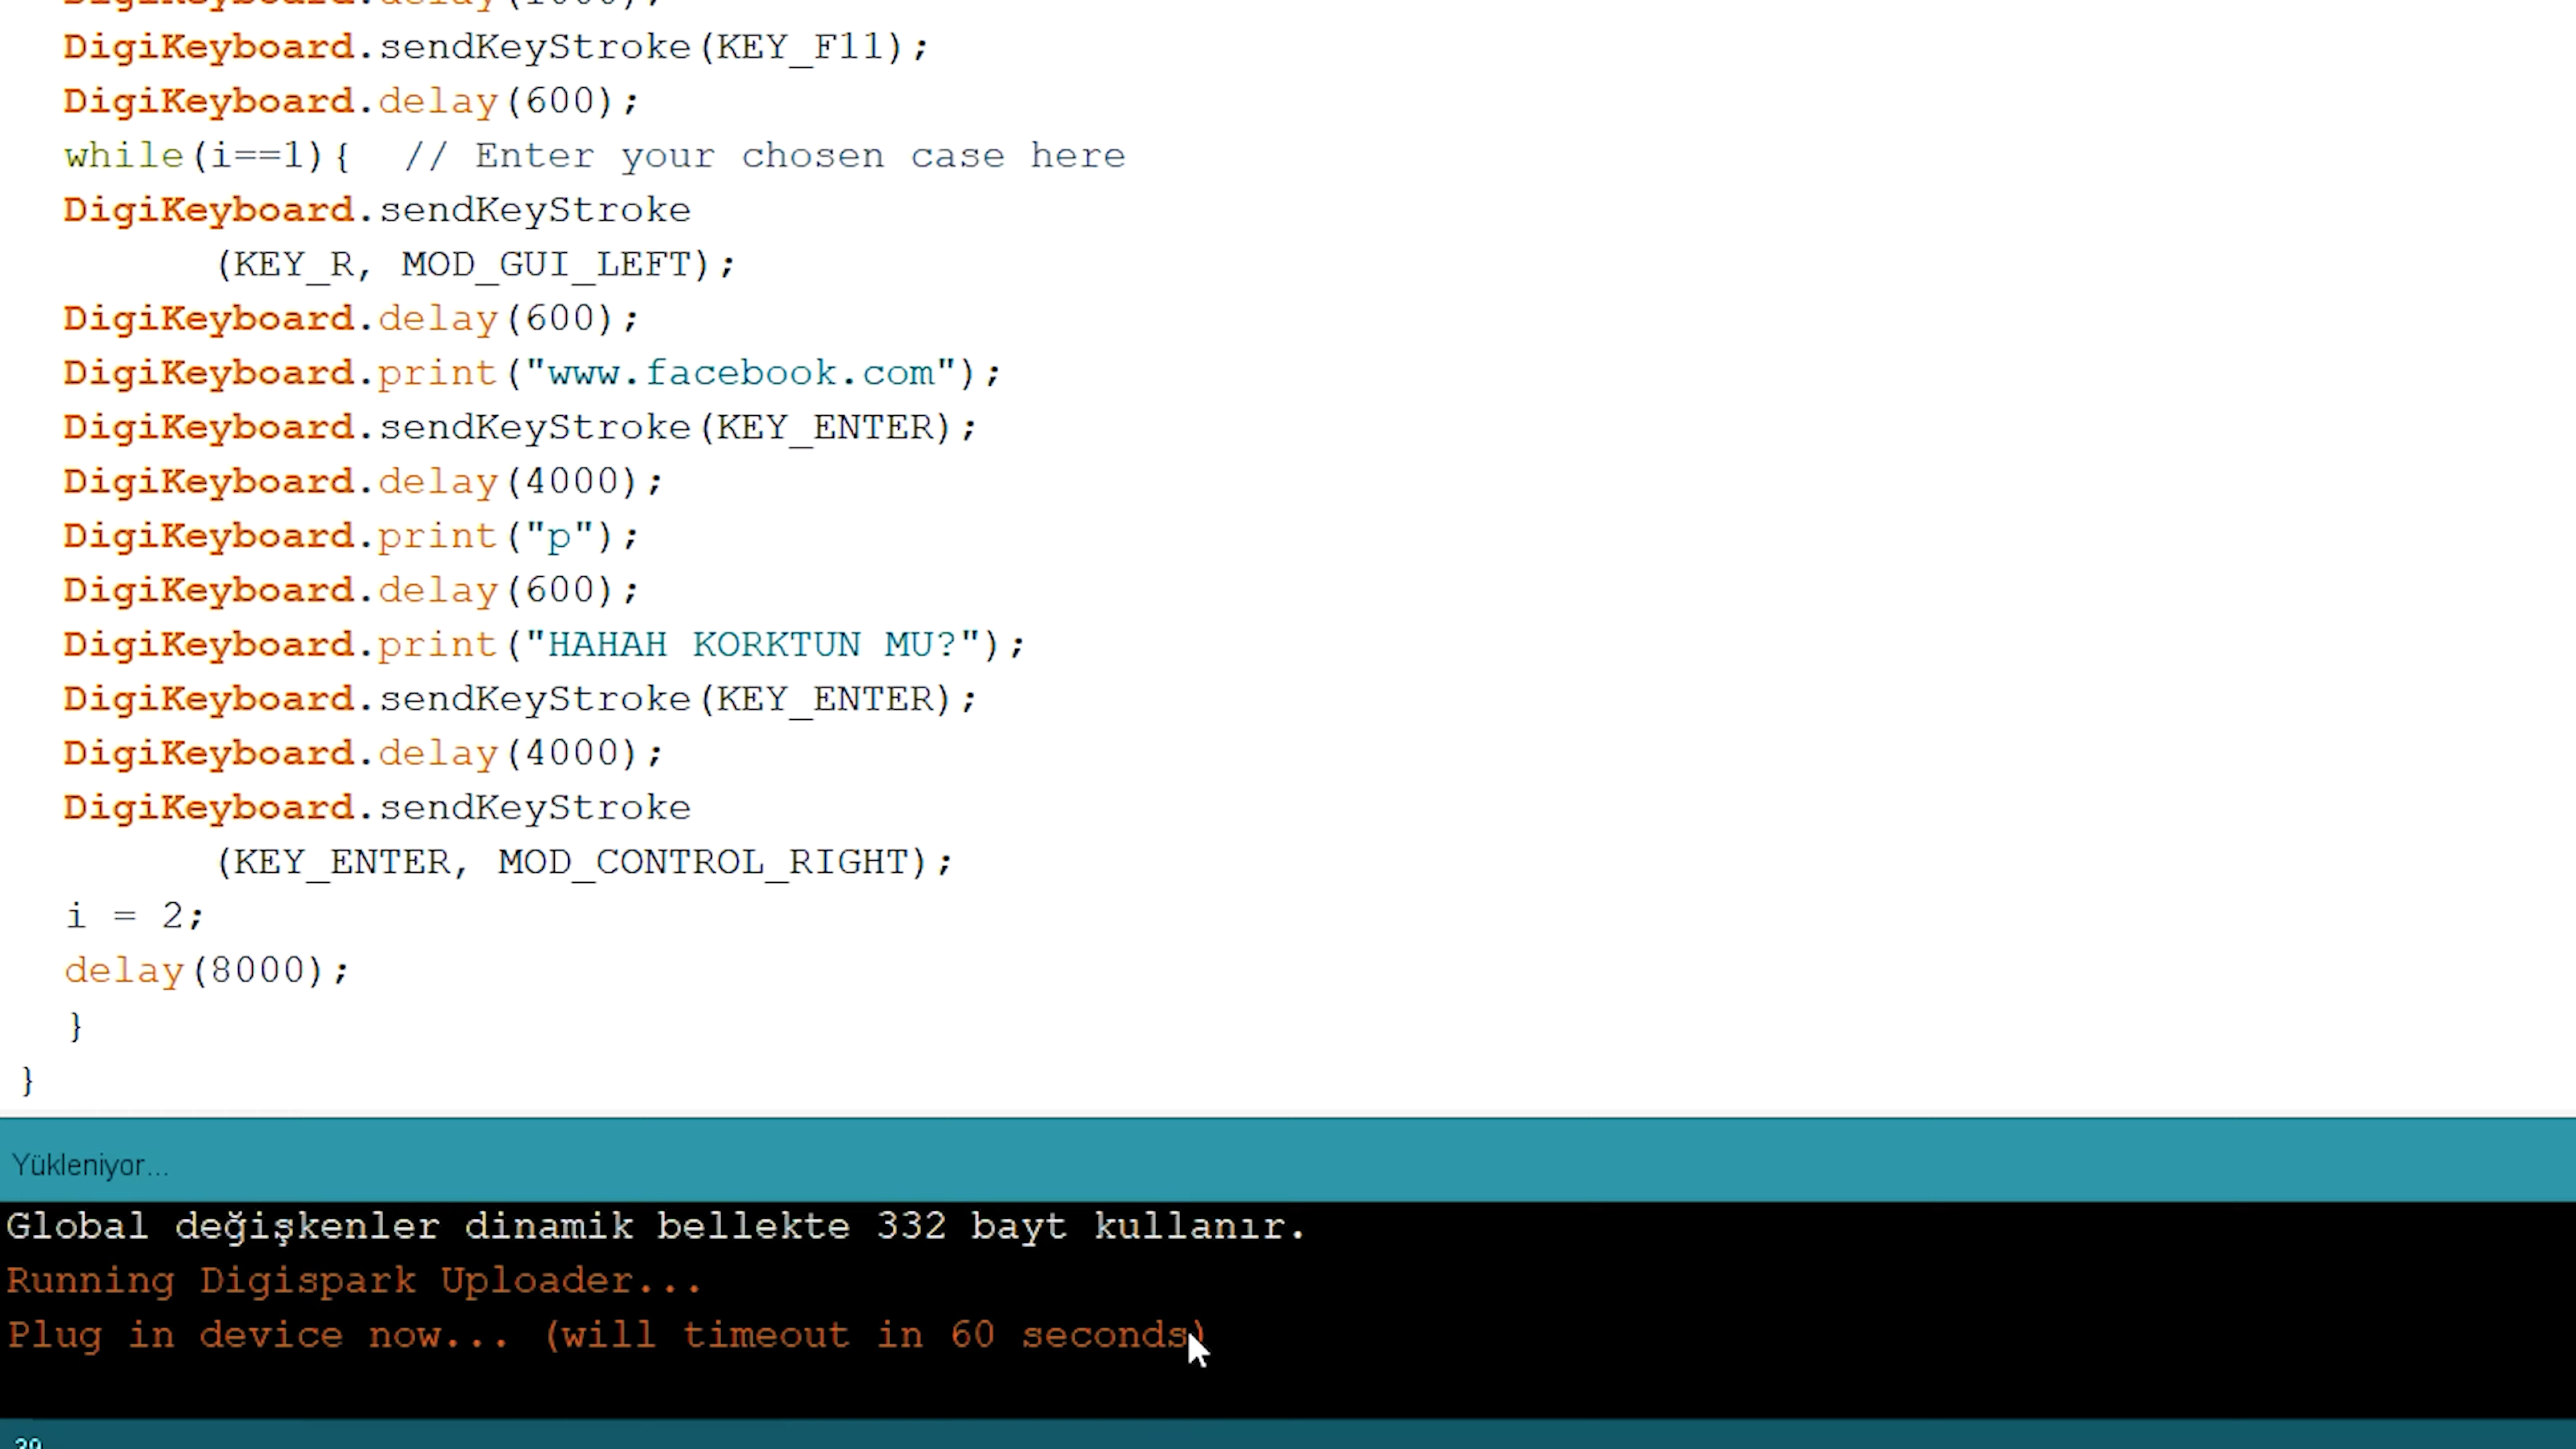 DigiKeyboard.delay(1000);
DigiKeyboard.sendKeyStroke(KEY_F11);
DigiKeyboard.delay(600);
while(i==1){  // Enter your chosen case here
DigiKeyboard.sendKeyStroke
(KEY_R, MOD_GUI_LEFT);
DigiKeyboard.delay(600);
DigiKeyboard.print("www.facebook.com");
DigiKeyboard.sendKeyStroke(KEY_ENTER);
DigiKeyboard.delay(4000);
DigiKeyboard.print("p");
DigiKeyboard.delay(600);
DigiKeyboard.print("HAHAH KORKTUN MU?");
DigiKeyboard.sendKeyStroke(KEY_ENTER);
DigiKeyboard.delay(4000);
DigiKeyboard.sendKeyStroke
(KEY_ENTER, MOD_CONTROL_RIGHT);
i = 2;
delay(8000);
}
}
Yükleniyor...
Global değişkenler dinamik bellekte 332 bayt kullanır.
Running Digispark Uploader...
Plug in device now... (will timeout in 60 seconds)